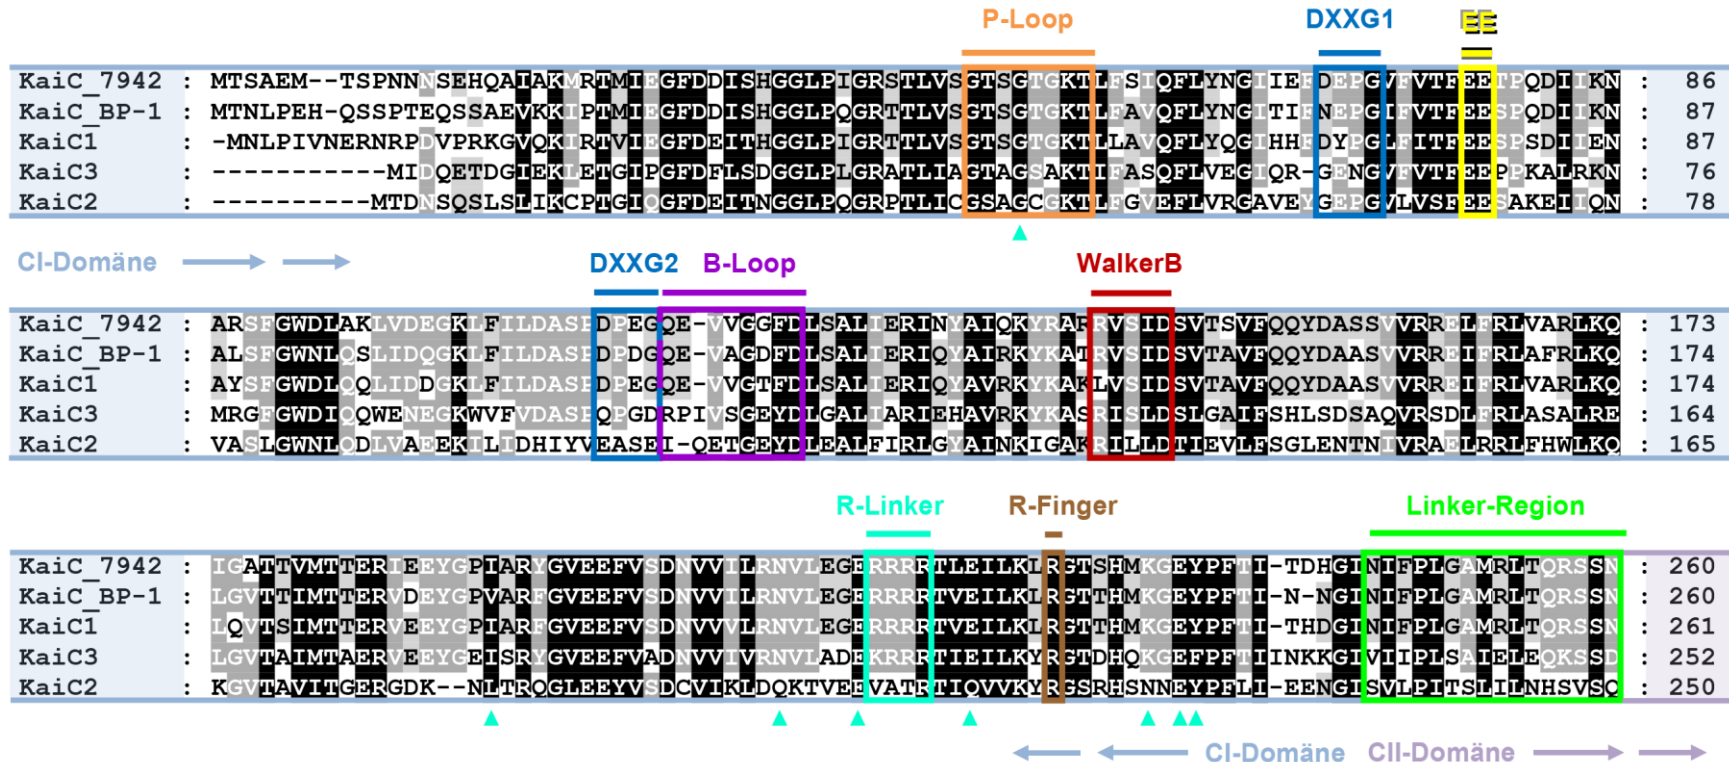 P-Loop DXXG1 EE
KaiC_7942 : MTSAEM--TSPNNNSEHQAIAKMRTMIEGFDDISHGGLPIGRSTLVSGTSGTGKTLFSIQFLYNGIIEFDEPGVFVTFEETPQDIIKN : 86
KaiC_BP-1 : MTNLPEH-QSSPTEQSSAEVKKIPTMIEGFDDISHGGLPQGRTTLVSGTSGTGKTLFAVQFLYNGITIFNEPGIFVTFEESPQDIIKN : 87
KaiC1 : -MNLPIVNERNRPDVPRKGVQKIRTVIEGFDEITHGGLPIGRTTLVSGTSGTGKTLLAVQFLYQGIHHFDYPGLFITFEESPSDIIEN : 87
KaiC3 : -----------MIDQETDGIEKLETGIPGFDFLSDGGLPLGRATLIAGTAGSAKTIFASQFLVEGIQR-GENGVFVTFEEPPKALRKN : 76
KaiC2 : ----------MTDNSQSLSLIKCPTGIQGFDEITNGGLPQGRPTLICGSAGCGKTLFGVEFLVRGAVEYGEPGVLVSFEESAKEIIQN : 78
CI-Domäne DXXG2 B-Loop WalkerB
KaiC_7942 : ARSFGWDLAKLVDEGKLFILDASPDPEGQE-VVGGFDLSALIERINYAIQKYRARRVSIDSVTSVFQQYDASSVVRRELFRLVARLKQ : 173
KaiC_BP-1 : ALSFGWNLQSLIDQGKLFILDASPDPDGQE-VAGDFDLSALIERIQYAIRKYKATRVSIDSVTAVFQQYDAASVVRREIFRLAFRLKQ : 174
KaiC1 : AYSFGWDLQQLIDDGKLFILDASPDPEGQE-VVGTFDLSALIERIQYAVRKYKAKLVSIDSVTAVFQQYDAASVVRREIFRLVARLKQ : 174
KaiC3 : MRGFGWDIQQWENEGKWVFVDASPQPGDRPIVSGEYDLGALIARIEHAVRKYKASRISLDSLGAIFSHLSDSAQVRSDLFRLASALRE : 164
KaiC2 : VASLGWNLQDLVAEEKILIDHIYVEASEI-QETGEYDLEALFIRLGYAINKIGAKRILLDTIEVLFSGLENTNIVRAELRRLFHWLKQ : 165
R-Linker R-Finger Linker-Region
KaiC_7942 : IGATTVMTTERIEEYGPIARYGVEEFVSDNVVILRNVLEGERRRRTLEILKLRGTSHMKGEYPFTI-TDHGINIFPLGAMRLTQRSSN : 260
KaiC_BP-1 : LGVTTIMTTERVDEYGPVARFGVEEFVSDNVVILRNVLEGERRRRTVEILKLRGTTHMKGEYPFTI-N-NGINIFPLGAMRLTQRSSN : 260
KaiC1 : LQVTSIMTTERVEEYGPIARFGVEEFVSDNVVVLRNVLEGERRRRTVEILKLRGTTHMKGEYPFTI-THDGINIFPLGAMRLTQRSSN : 261
KaiC3 : LGVTAIMTAERVEEYGEISRYGVEEFVADNVVIVRNVLADEKRRRTIEILKYRGTDHQKGEFPFTIINKKGIVIIPLSAIELEQKSSD : 252
KaiC2 : KGVTAVITGERGDK--NLTRQGLEEYVSDCVIKLDQKTVEEVATRTIQVVKYRGSRHSNNEYPFLI-EENGISVLPITSLILNHSVSQ : 250
CI-Domäne CII-Domäne